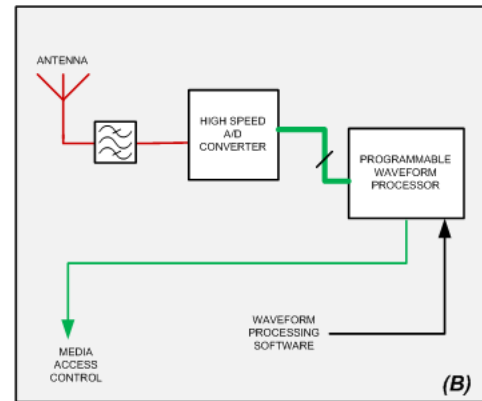 ANTENNA
HIGH SPEED
A/D
CONVERTER
PROGRAMMABLE
WAVEFORM
PROCESSOR
WAVEFORM
PROCESSING
SOFTWARE
MEDIA
ACCESS
CONTROL
(B)